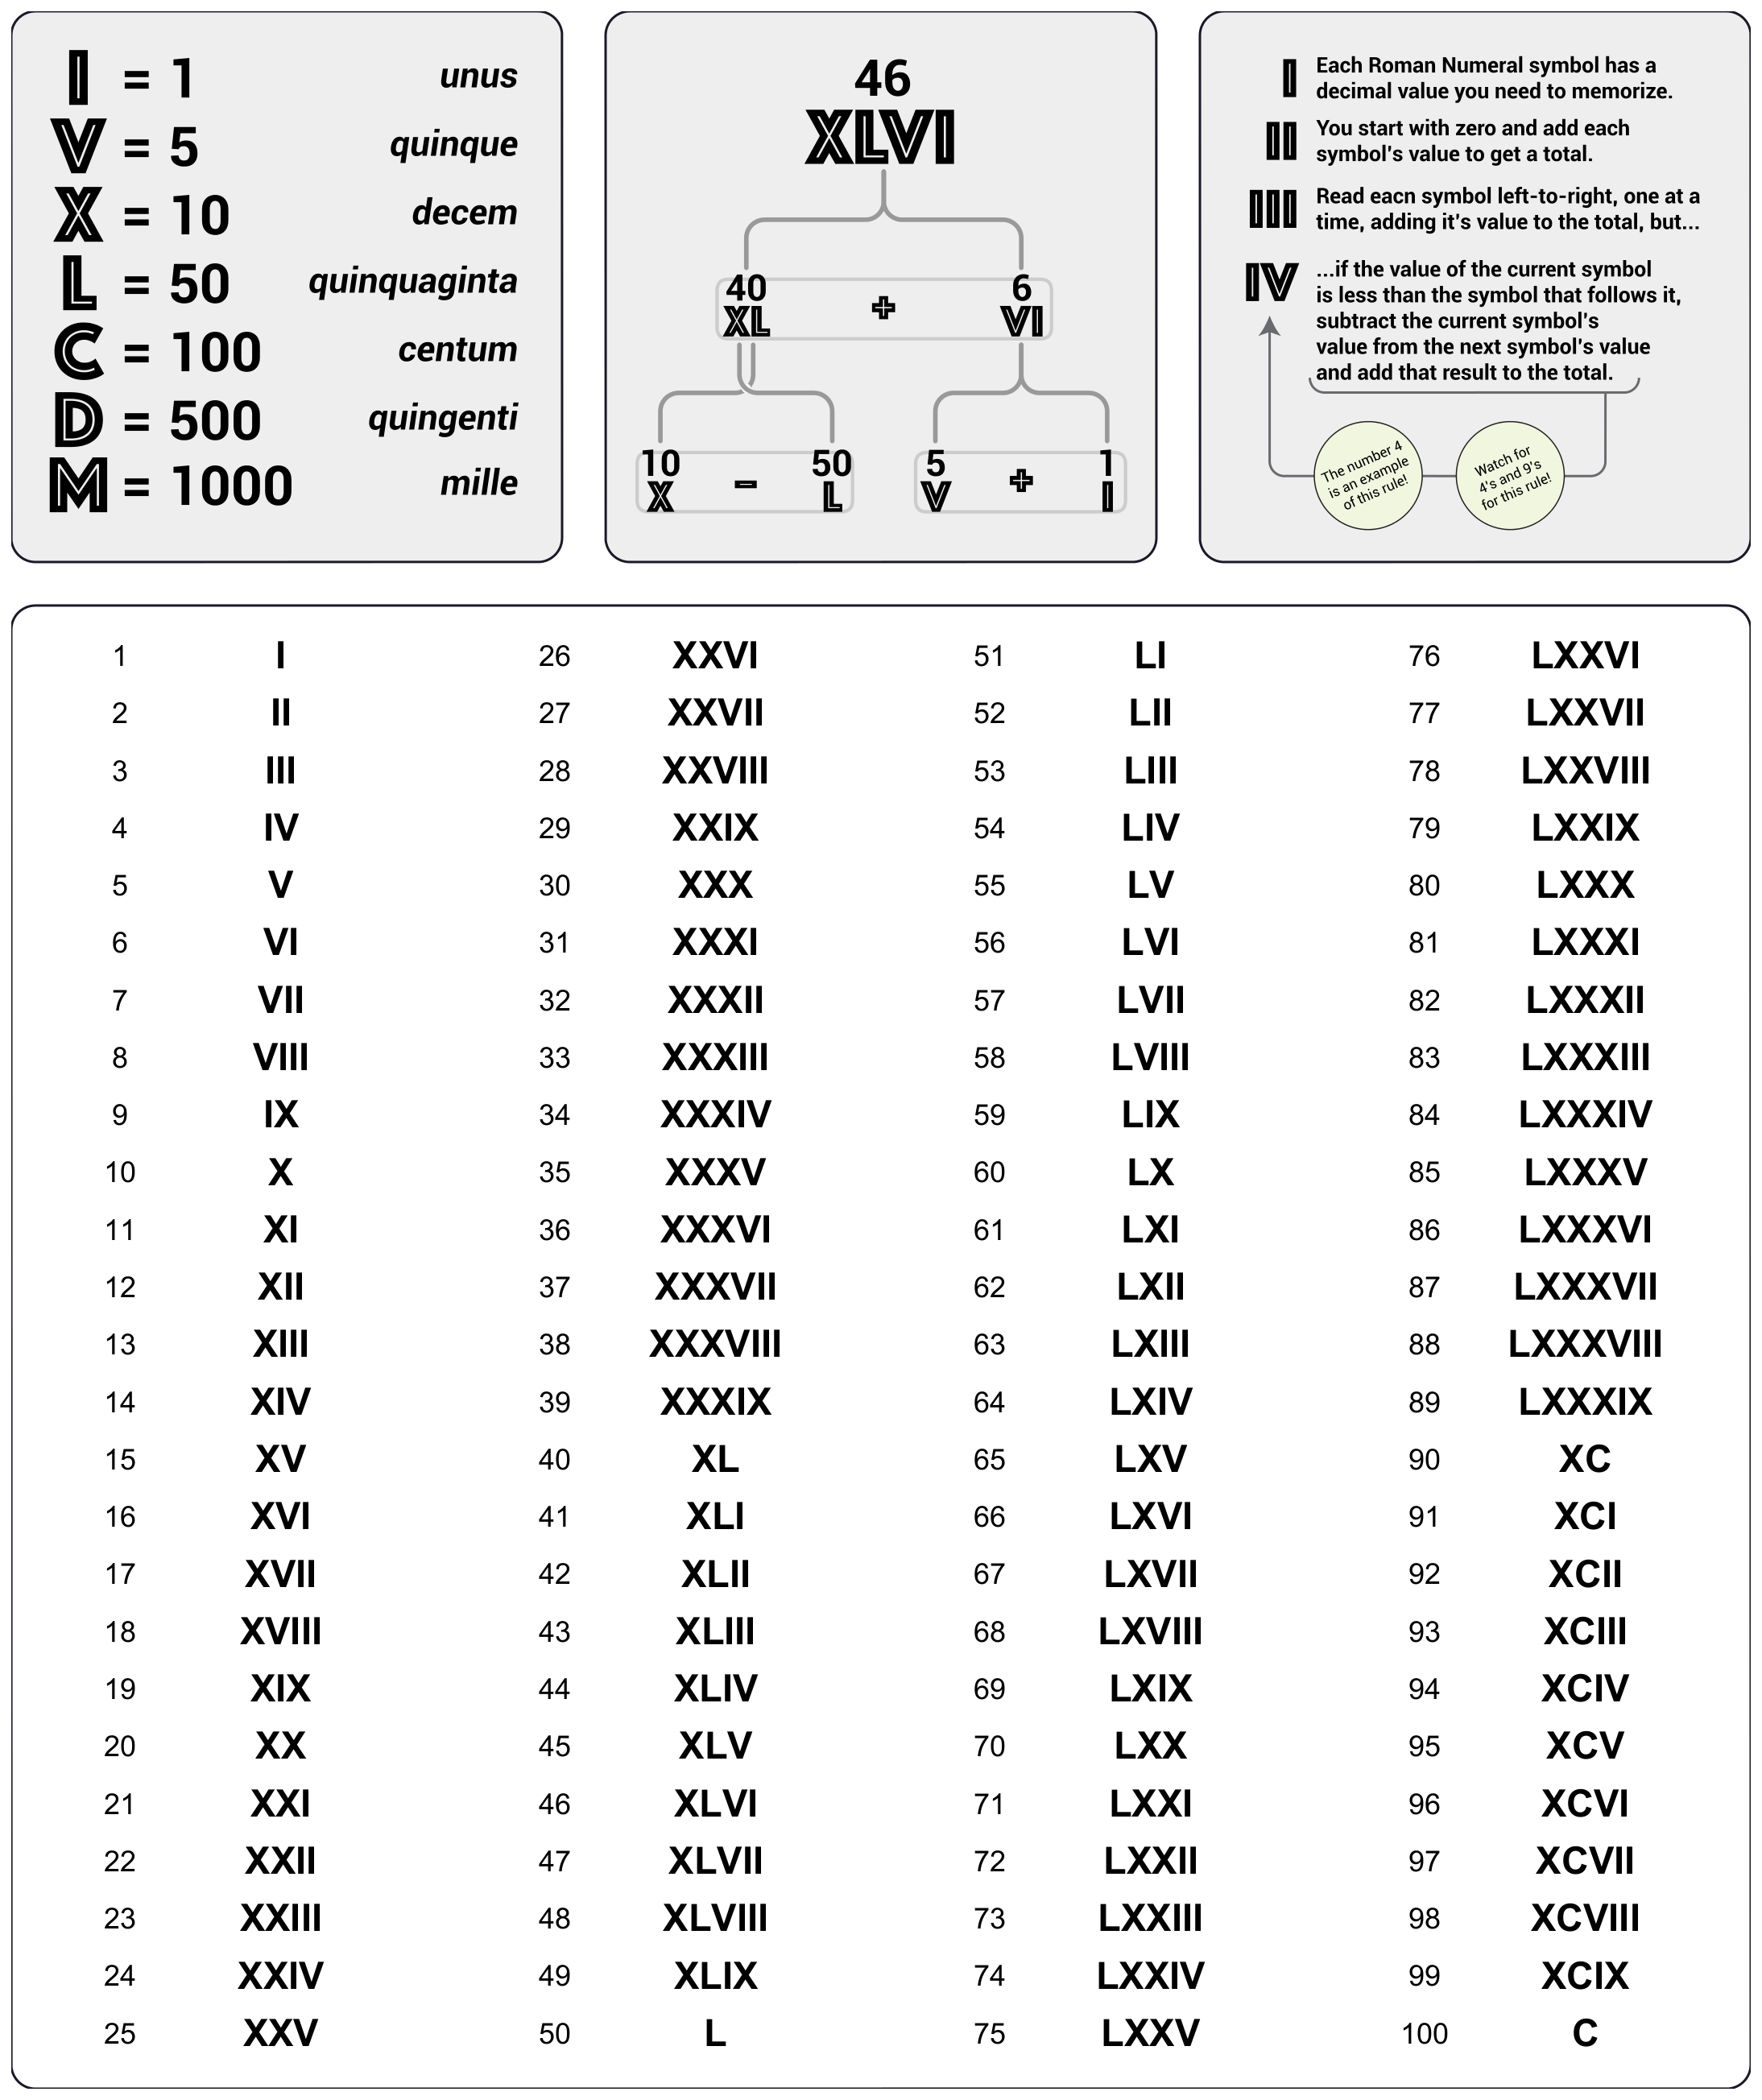 I = 1 unus
V = 5 quinque
X = 10 decem
L = 50 quinquaginta
C = 100 centum
D = 500 quingenti
M = 1000 mille
46
XLVI
40 6
XL + VI
10 50 5 1
X - L V + I
I Each Roman Numeral symbol has a
decimal value you need to memorize.
II You start with zero and add each
symbol's value to get a total.
III Read eacn symbol left-to-right, one at a
time, adding it's value to the total, but...
IV ...if the value of the current symbol
is less than the symbol that follows it,
subtract the current symbol's
value from the next symbol's value
and add that result to the total.
The number 4
is an example
of this rule!
Watch for
4's and 9's
for this rule!
1 I 26 XXVI 51 LI 76 LXXVI
2 II 27 XXVII 52 LII 77 LXXVII
3 III 28 XXVIII 53 LIII 78 LXXVIII
4 IV 29 XXIX 54 LIV 79 LXXIX
5 V 30 XXX 55 LV 80 LXXX
6 VI 31 XXXI 56 LVI 81 LXXXI
7 VII 32 XXXII 57 LVII 82 LXXXII
8 VIII 33 XXXIII 58 LVIII 83 LXXXIII
9 IX 34 XXXIV 59 LIX 84 LXXXIV
10 X 35 XXXV 60 LX 85 LXXXV
11 XI 36 XXXVI 61 LXI 86 LXXXVI
12 XII 37 XXXVII 62 LXII 87 LXXXVII
13 XIII 38 XXXVIII 63 LXIII 88 LXXXVIII
14 XIV 39 XXXIX 64 LXIV 89 LXXXIX
15 XV 40 XL 65 LXV 90 XC
16 XVI 41 XLI 66 LXVI 91 XCI
17 XVII 42 XLII 67 LXVII 92 XCII
18 XVIII 43 XLIII 68 LXVIII 93 XCIII
19 XIX 44 XLIV 69 LXIX 94 XCIV
20 XX 45 XLV 70 LXX 95 XCV
21 XXI 46 XLVI 71 LXXI 96 XCVI
22 XXII 47 XLVII 72 LXXII 97 XCVII
23 XXIII 48 XLVIII 73 LXXIII 98 XCVIII
24 XXIV 49 XLIX 74 LXXIV 99 XCIX
25 XXV 50 L 75 LXXV 100 C